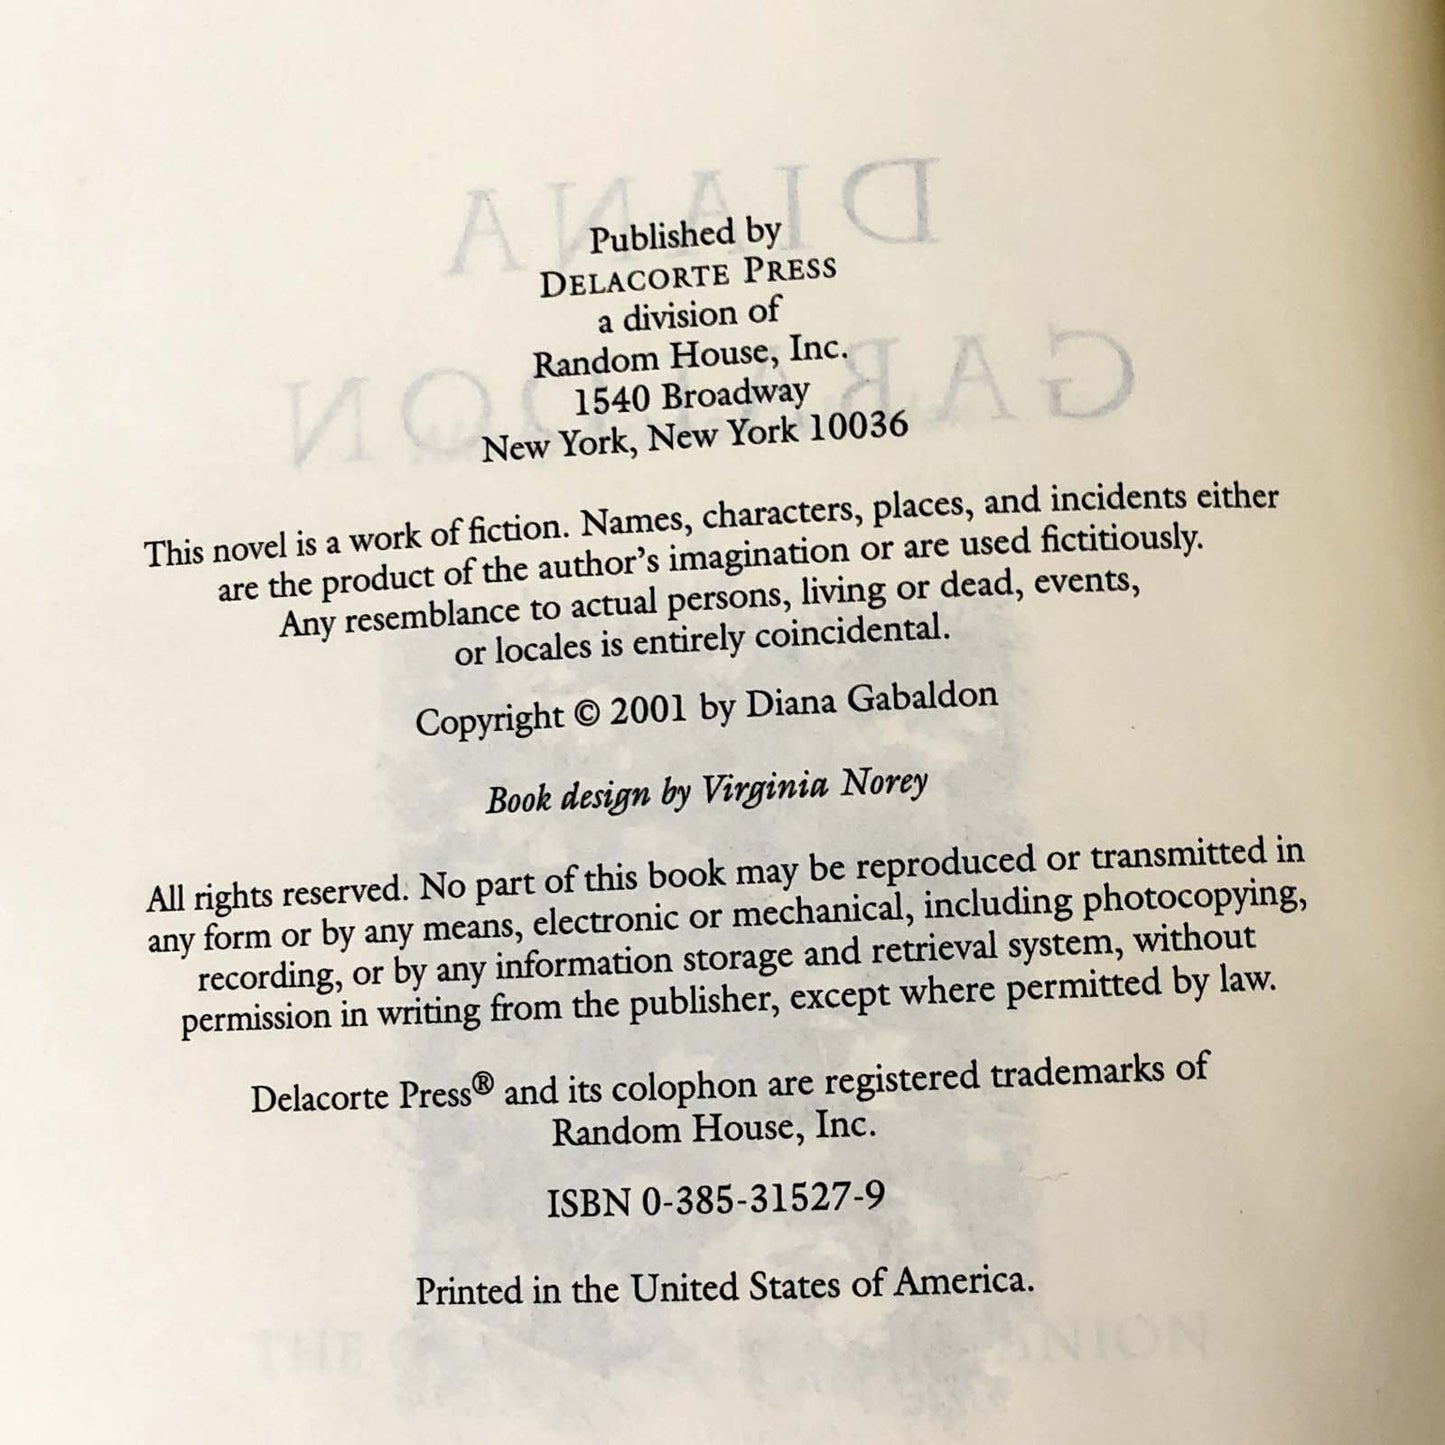 DIANA
GABALDON
Published by
DELACORTE PRESS
a division of
Random House, Inc.
1540 Broadway
New York, New York 10036
This novel is a work of fiction. Names, characters, places, and incidents either
are the product of the author's imagination or are used fictitiously.
Any resemblance to actual persons, living or dead, events,
or locales is entirely coincidental.
Copyright © 2001 by Diana Gabaldon
Book design by Virginia Norey
All rights reserved. No part of this book may be reproduced or transmitted in
any form or by any means, electronic or mechanical, including photocopying,
recording, or by any information storage and retrieval system, without
permission in writing from the publisher, except where permitted by law.
Delacorte Press® and its colophon are registered trademarks of
Random House, Inc.
ISBN 0-385-31527-9
Printed in the United States of America.
THE